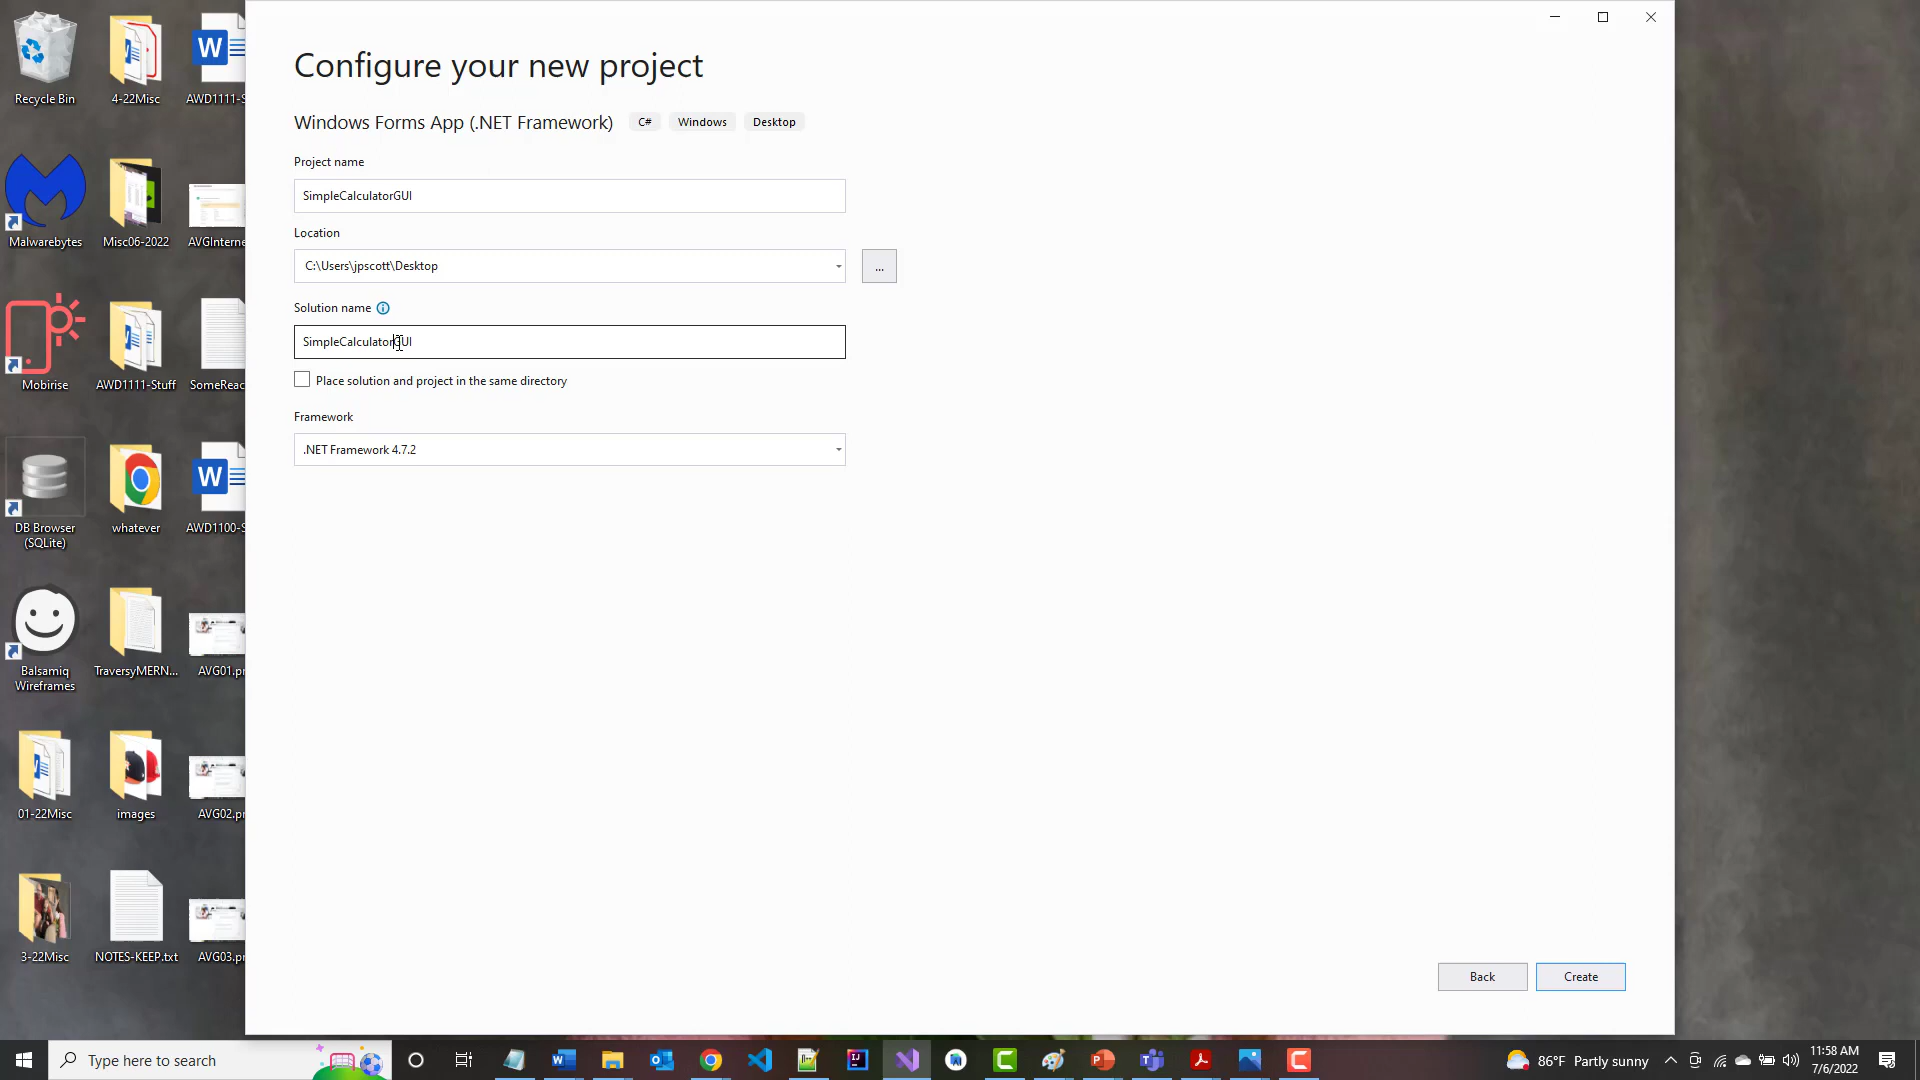 Configure your new project
Windows Forms App (.NET Framework) C# Windows Desktop
Project name
SimpleCalculatorGUI
Location
C:\Users\jpscott\Desktop
...
Solution name
SimpleCalculatorGUI
Place solution and project in the same directory
Framework
.NET Framework 4.7.2
Back
Create
Recycle Bin
4-22Misc
AWD1111-S
Malwarebytes
Misc06-2022
AVGInterne
Mobirise
AWD1111-Stuff
SomeReac
DB Browser
(SQLite)
whatever
AWD1100-S
Balsamiq
Wireframes
TraversyMERN...
AVG01.pr
01-22Misc
images
AVG02.pr
3-22Misc
NOTES-KEEP.txt
AVG03.pr
Type here to search
86°F Partly sunny
11:58 AM
7/6/2022